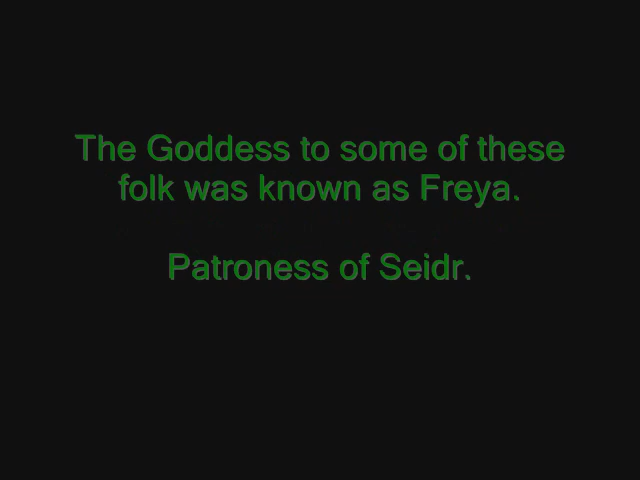 The Goddess to some of these
folk was known as Freya.
Patroness of Seidr.